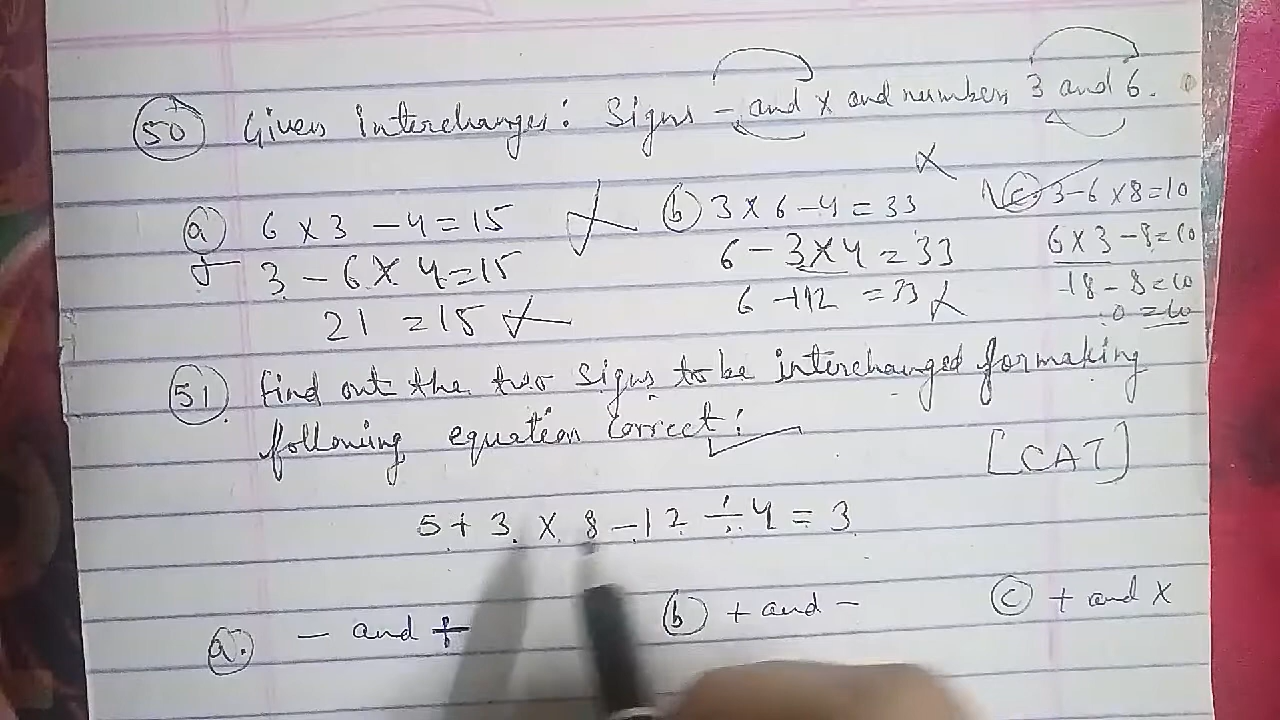 50 Given interchanges: Signs - and x and numbers 3 and 6.
a 6 x 3 - 4 = 15
3 - 6 x 4 = 15
21 = 15
b 3 x 6 - 4 = 33
6 - 3 x 4 = 33
6 - 12 = 33
c 3 - 6 x 8 = 10
6 x 3 - 8 = 10
18 - 8 = 10
10 = 10
51. Find out the two signs to be interchanged for making
following equation correct:
[CAT]
5 + 3 x 8 - 12 ÷ 4 = 3
a. - and +
b + and -
c + and x